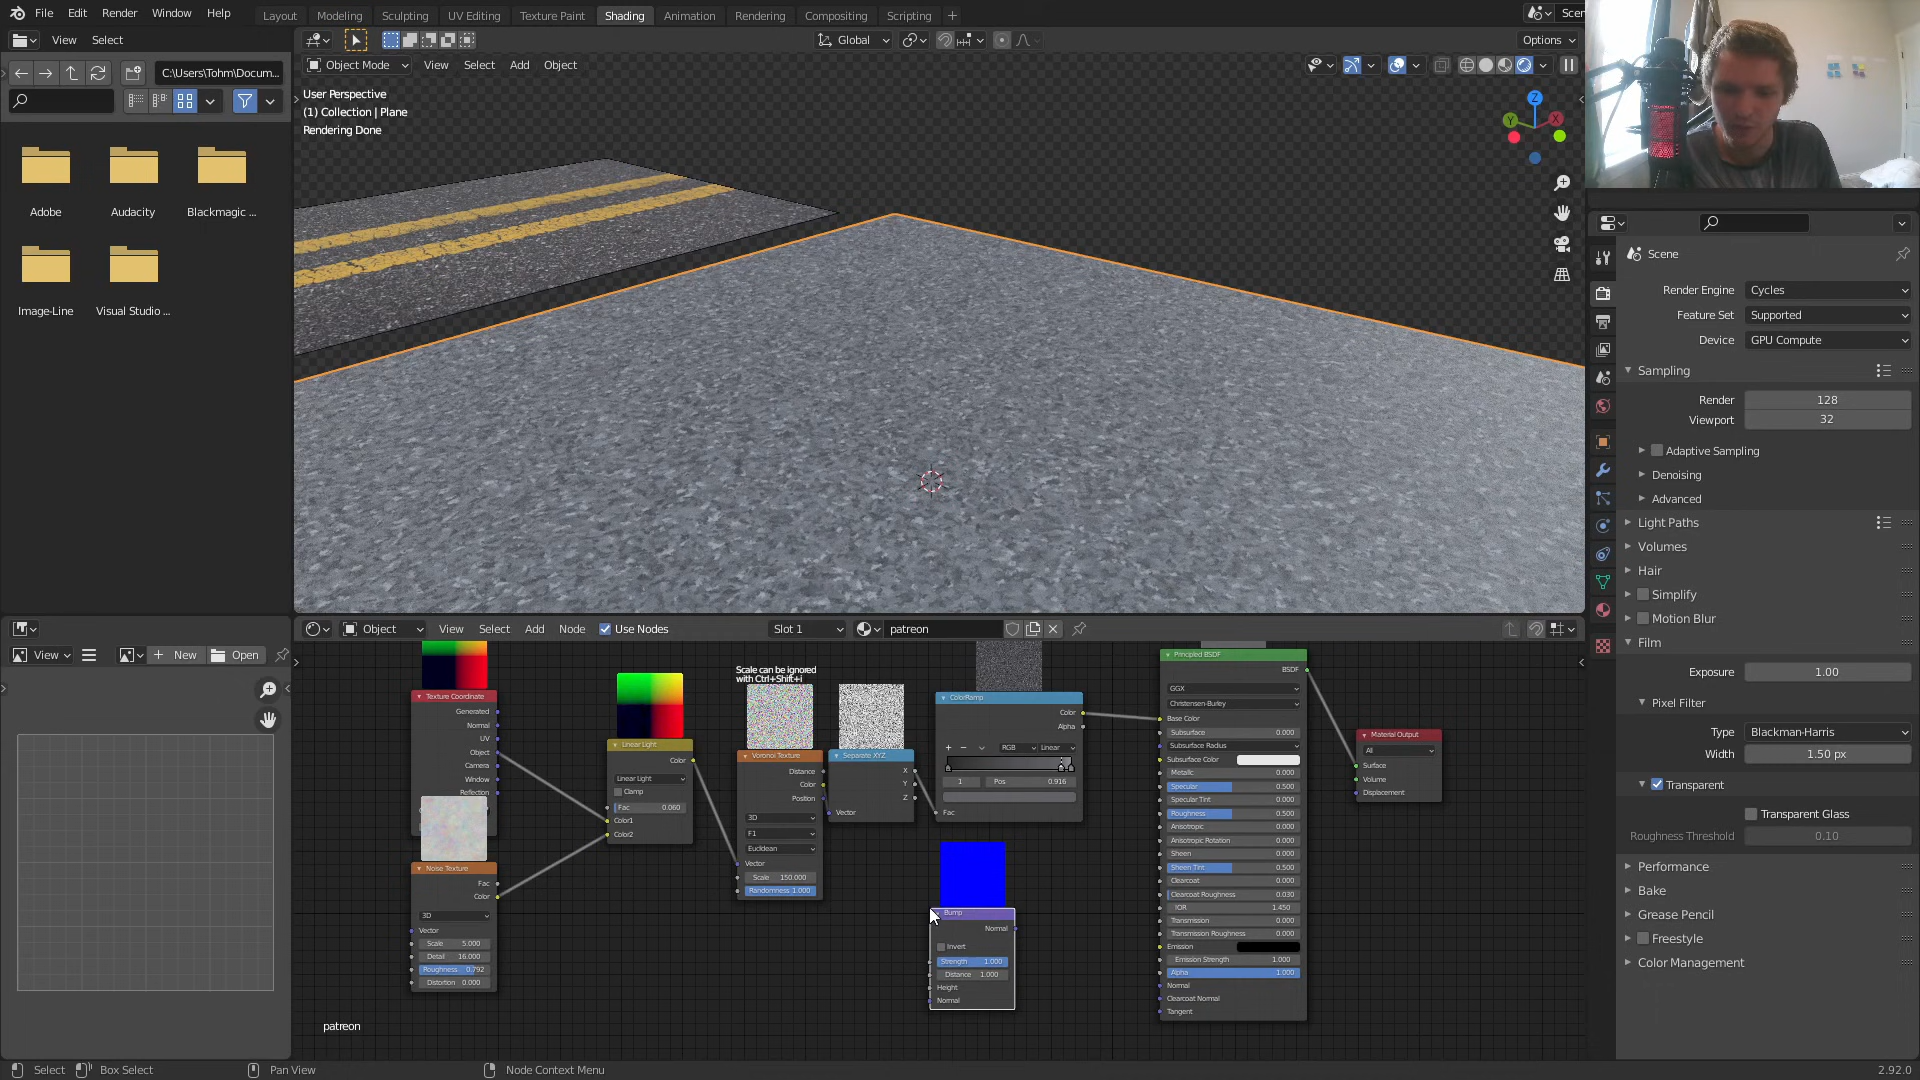 File Edit Render Window Help
Layout Modeling Sculpting UV Editing Texture Paint Shading Animation Rendering Compositing Scripting +
Scen
View Select
Global
Options
C:\Users\Tohm\Docum...
Object Mode View Select Add Object
User Perspective
(1) Collection | Plane
Rendering Done
Z
Y
X
Adobe Audacity Blackmagic ...
Image-Line Visual Studio ...
Scene
Render Engine Cycles
Feature Set Supported
Device GPU Compute
Sampling
Render 128
Viewport 32
Adaptive Sampling
Denoising
Advanced
Light Paths
Volumes
Hair
Simplify
Motion Blur
Film
Exposure 1.00
Pixel Filter
Type Blackman-Harris
Width 1.50 px
Transparent
Transparent Glass
Roughness Threshold 0.10
Performance
Bake
Grease Pencil
Freestyle
Color Management
View + New Open
Object View Select Add Node Use Nodes Slot 1 patreon
Texture Coordinate
Generated
Normal
UV
Object
Camera
Window
Reflection
Noise Texture
Fac
Color
3D
Vector
Scale 5.000
Detail 16.000
Roughness 0.792
Distortion 0.000
Linear Light
Color
Linear Light
Clamp
Fac 0.060
Color1
Color2
Scale can be ignored
with Ctrl+Shift+i
Voronoi Texture
Distance
Color
Position
3D
F1
Euclidean
Vector
Scale 150.000
Randomness 1.000
Separate XYZ
X
Y
Z
Vector
ColorRamp
Color
Alpha
+ − RGB Linear
1 Pos 0.916
Fac
Bump
Normal
Invert
Strength 1.000
Distance 1.000
Height
Normal
Principled BSDF
BSDF
GGX
Christensen-Burley
Base Color
Subsurface 0.000
Subsurface Radius
Subsurface Color
Metallic 0.000
Specular 0.500
Specular Tint 0.000
Roughness 0.500
Anisotropic 0.000
Anisotropic Rotation 0.000
Sheen 0.000
Sheen Tint 0.500
Clearcoat 0.000
Clearcoat Roughness 0.030
IOR 1.450
Transmission 0.000
Transmission Roughness 0.000
Emission
Emission Strength 1.000
Alpha 1.000
Normal
Clearcoat Normal
Tangent
Material Output
All
Surface
Volume
Displacement
patreon
Select Box Select Pan View Node Context Menu 2.92.0